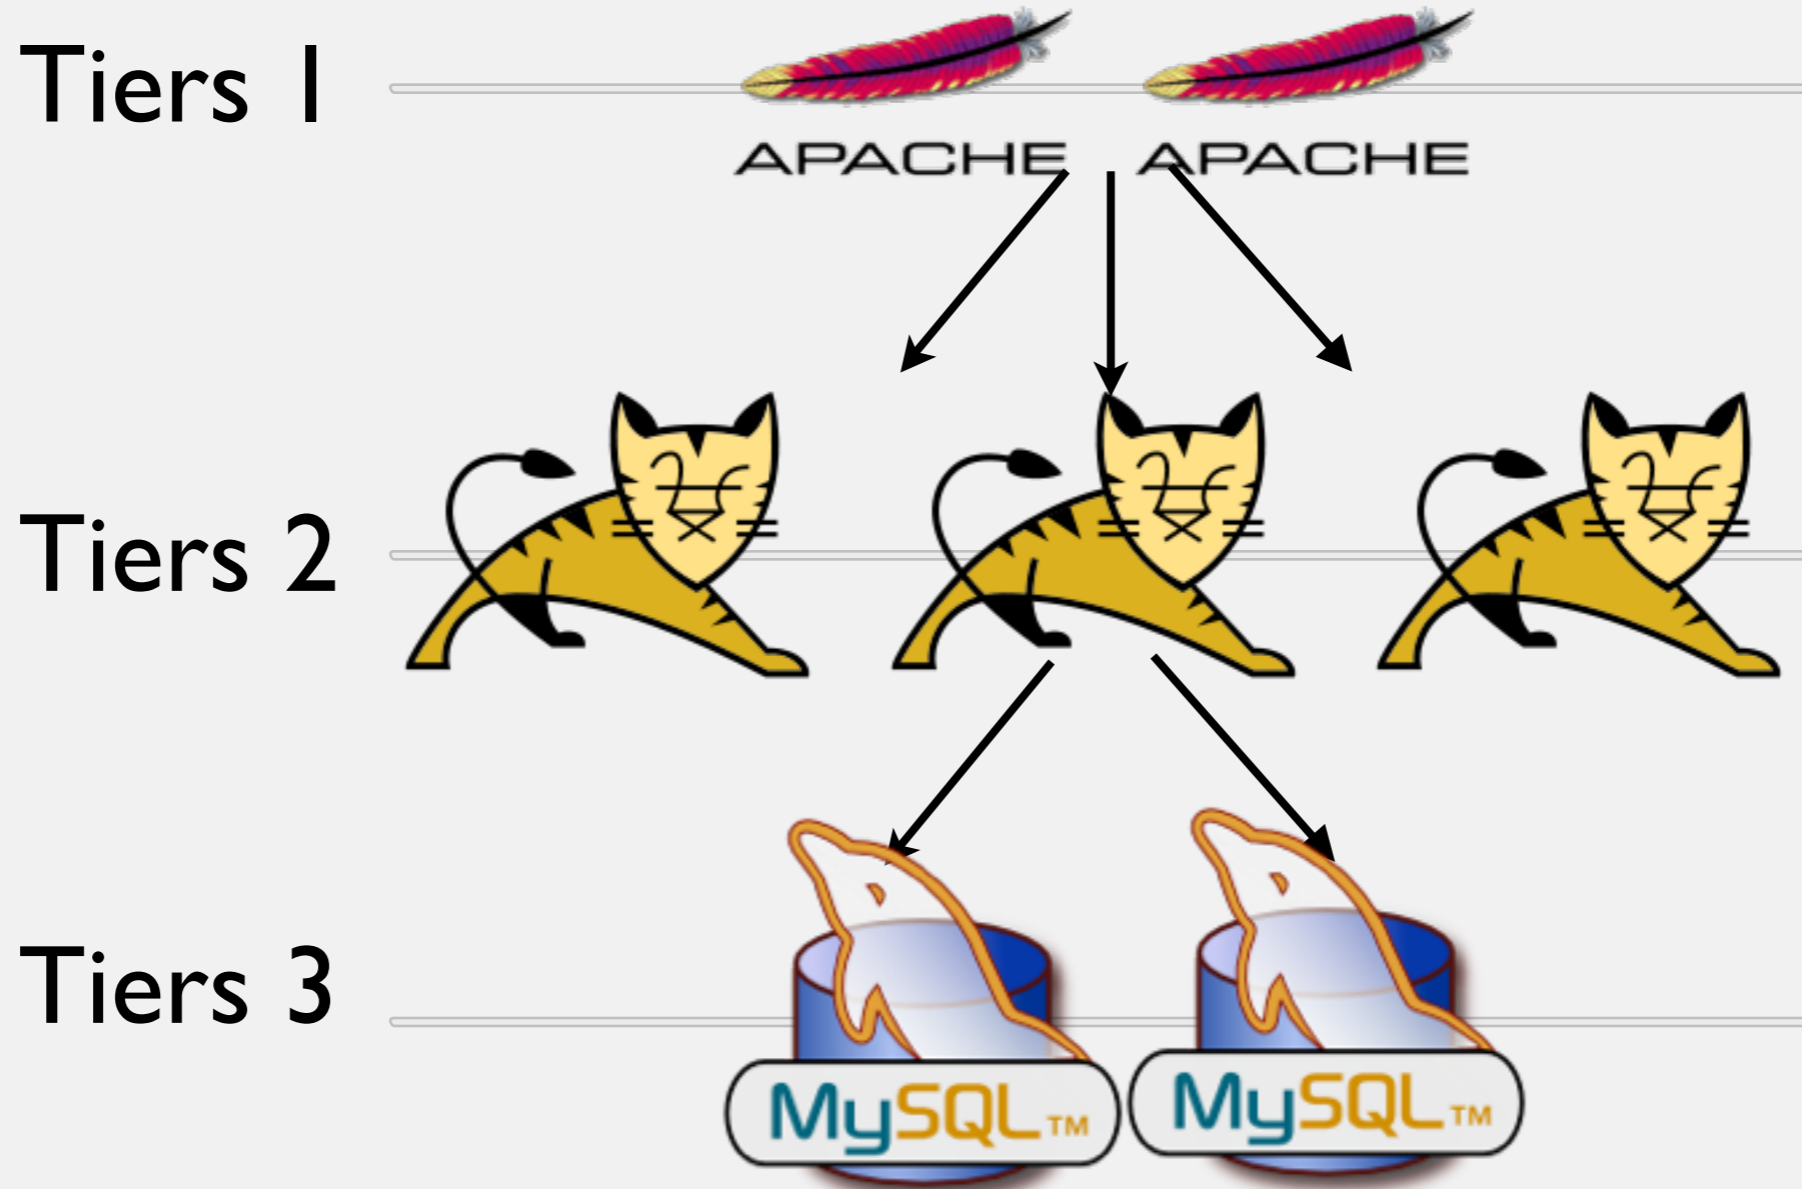 Tiers 1
APACHE APACHE
Tiers 2
Tiers 3
MySQL™ MySQL™